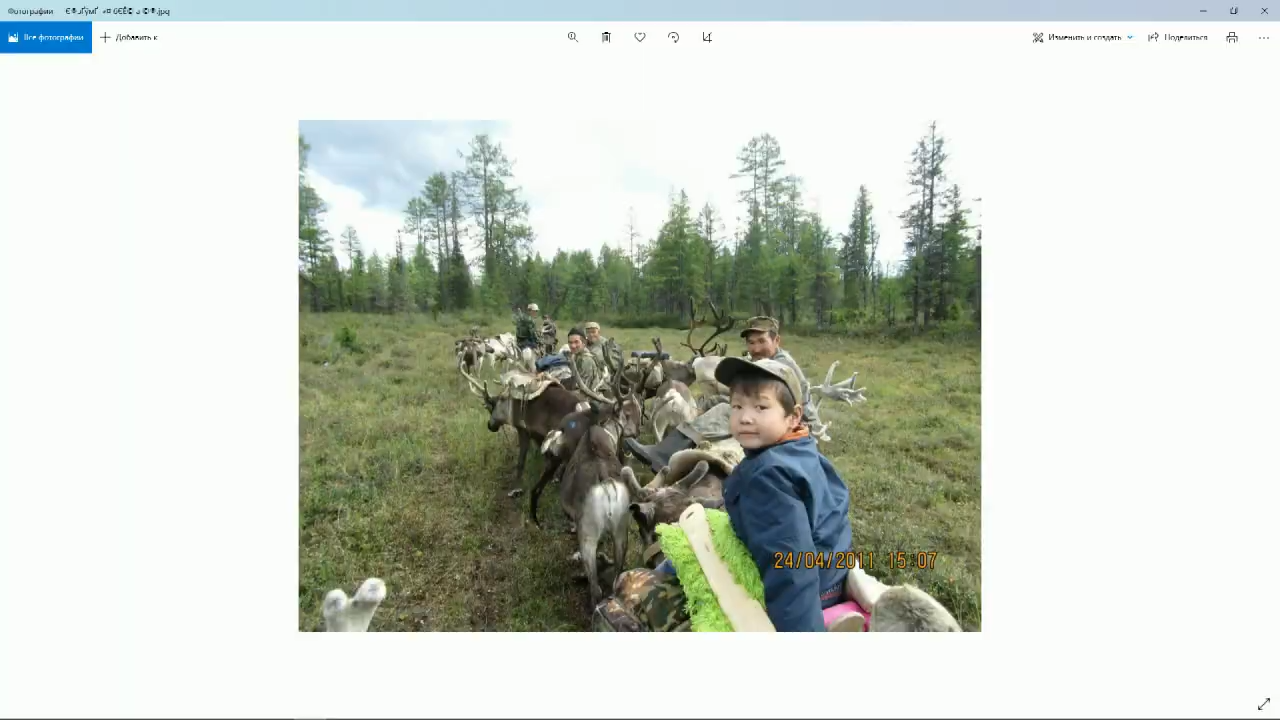 Фотографии
Все фотографии
Добавить к
Изменить и создать
Поделиться
24/04/2011 15:07